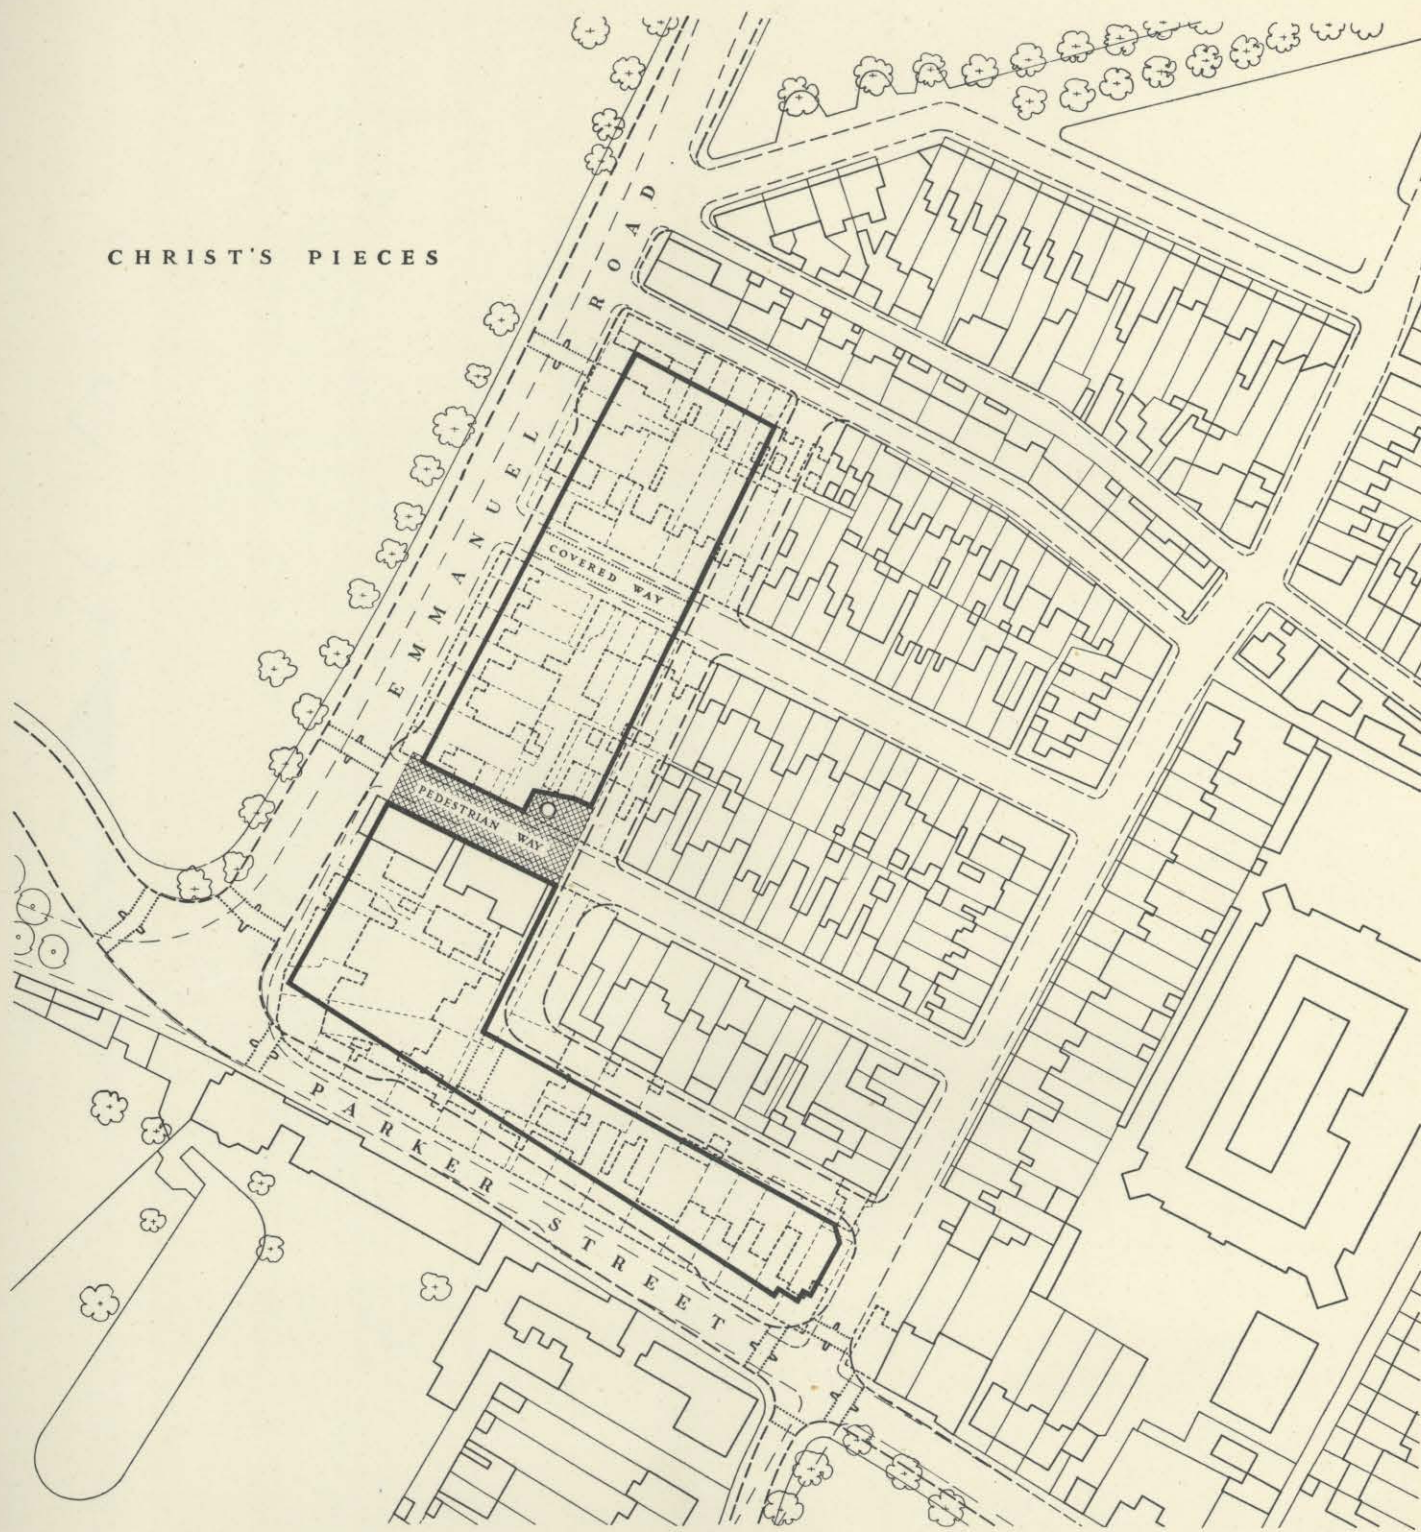 CHRIST'S PIECES
EMMANUEL ROAD
COVERED WAY
PEDESTRIAN WAY
PARKER STREET